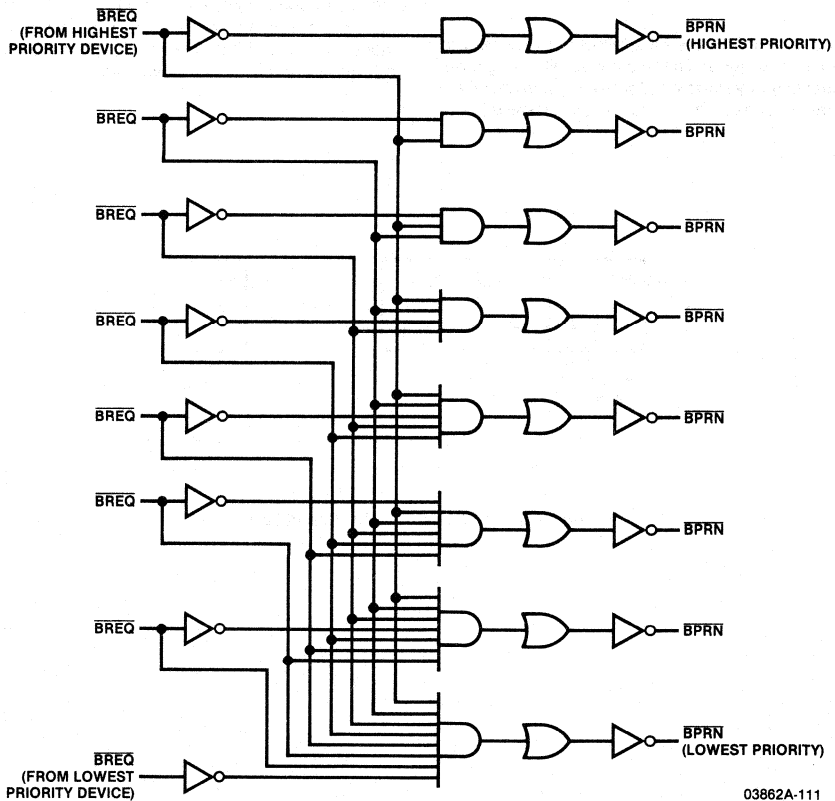 BREQ
(FROM HIGHEST
PRIORITY DEVICE)
BPRN
(HIGHEST PRIORITY)
BREQ
BPRN
BREQ
BPRN
BREQ
BPRN
BREQ
BPRN
BREQ
BPRN
BREQ
BPRN
BREQ
(FROM LOWEST
PRIORITY DEVICE)
BPRN
(LOWEST PRIORITY)
03862A-111